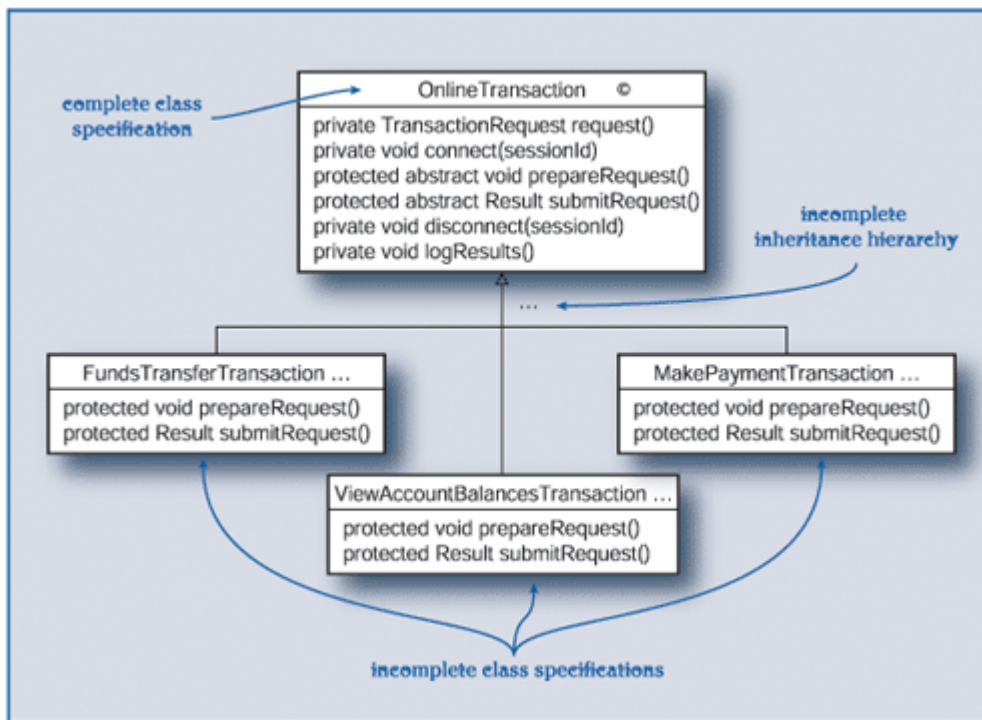 OnlineTransaction ©
complete class
specification
private TransactionRequest request()
private void connect(sessionId)
protected abstract void prepareRequest()
protected abstract Result submitRequest()
private void disconnect(sessionId)
private void logResults()
incomplete
inheritance hierarchy
...
FundsTransferTransaction ...
protected void prepareRequest()
protected Result submitRequest()
MakePaymentTransaction ...
protected void prepareRequest()
protected Result submitRequest()
ViewAccountBalancesTransaction ...
protected void prepareRequest()
protected Result submitRequest()
incomplete class specifications